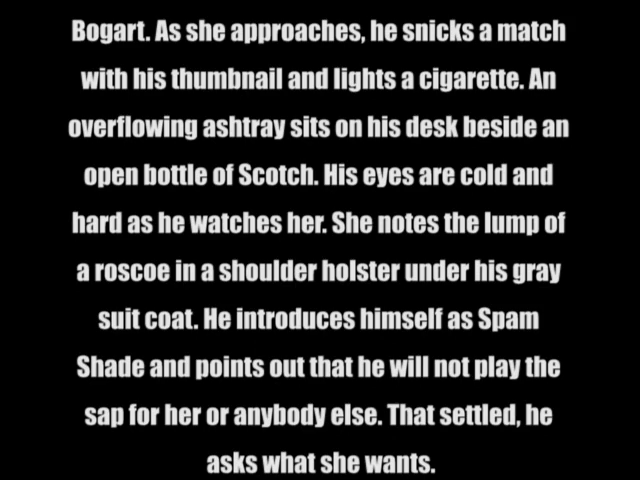 Bogart. As she approaches, he snicks a match
with his thumbnail and lights a cigarette. An
overflowing ashtray sits on his desk beside an
open bottle of Scotch. His eyes are cold and
hard as he watches her. She notes the lump of
a roscoe in a shoulder holster under his gray
suit coat. He introduces himself as Spam
Shade and points out that he will not play the
sap for her or anybody else. That settled, he
asks what she wants.